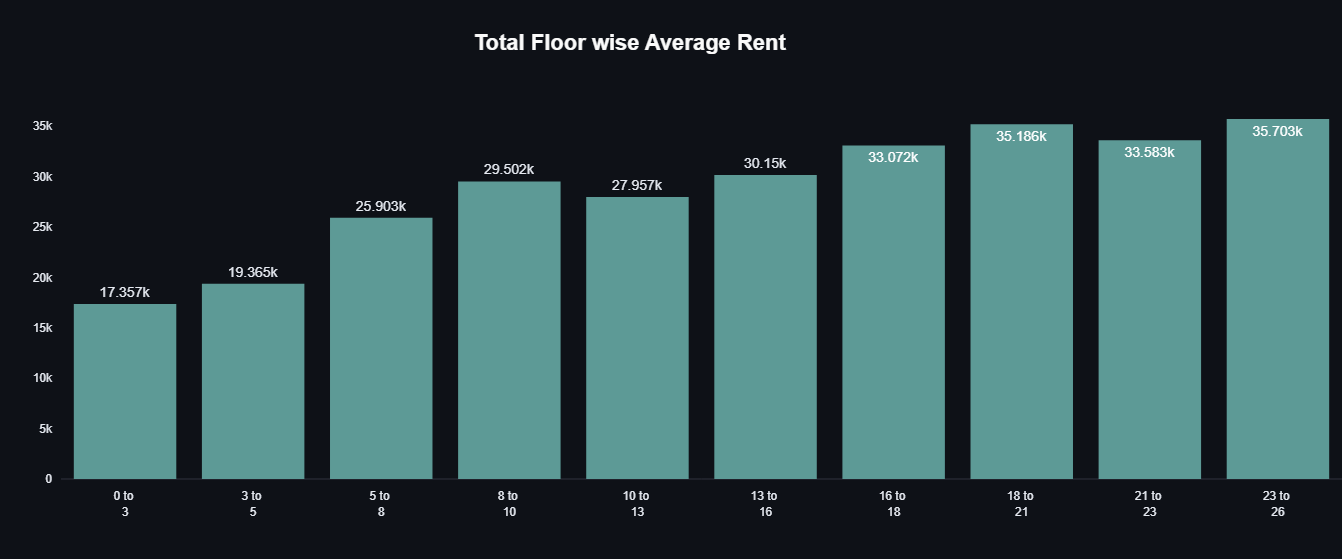 Total Floor wise Average Rent
35k
30k
25k
20k
15k
10k
5k
0
17.357k
19.365k
25.903k
29.502k
27.957k
30.15k
33.072k
35.186k
33.583k
35.703k
0 to
3
3 to
5
5 to
8
8 to
10
10 to
13
13 to
16
16 to
18
18 to
21
21 to
23
23 to
26